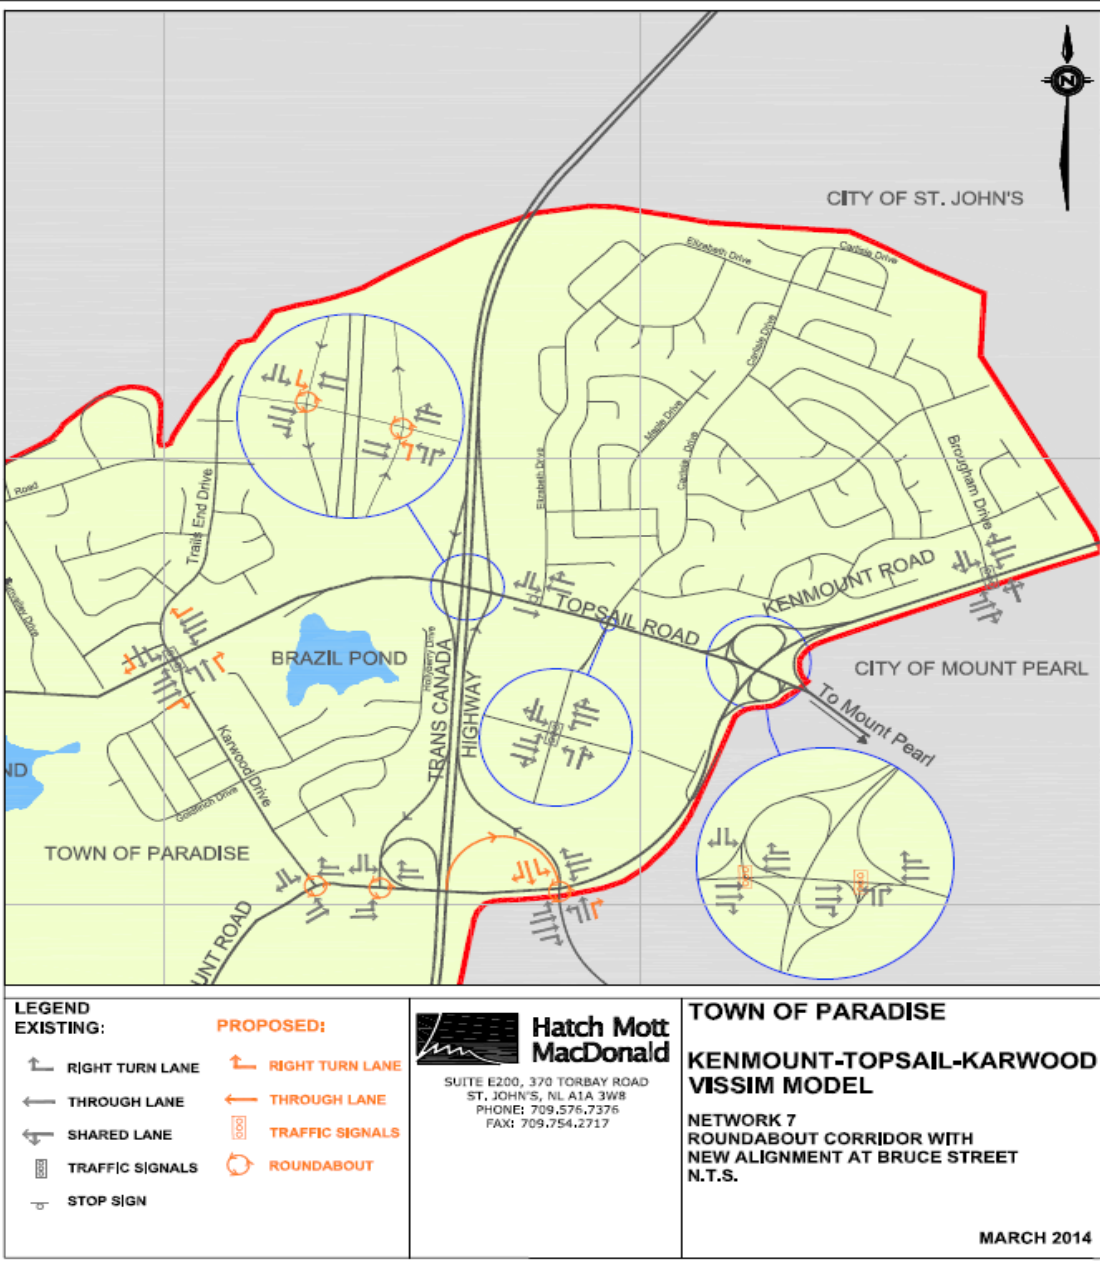 N
CITY OF ST. JOHN'S
Elizabeth Drive
Carlisle Drive
Carlisle Drive
Maple Drive
Carlisle Drive
Elizabeth Drive
Brougham Drive
Road
Trails End Drive
KENMOUNT ROAD
TOPSAIL ROAD
BRAZIL POND
Hollyberry Drive
TRANS CANADA
HIGHWAY
CITY OF MOUNT PEARL
To Mount Pearl
Karwood Drive
Goldfinch Drive
ND
TOWN OF PARADISE
UNT ROAD
LEGEND
EXISTING:
PROPOSED:
RIGHT TURN LANE
RIGHT TURN LANE
THROUGH LANE
THROUGH LANE
SHARED LANE
TRAFFIC SIGNALS
TRAFFIC SIGNALS
ROUNDABOUT
STOP SIGN
Hatch Mott
MacDonald
SUITE E200, 370 TORBAY ROAD
ST. JOHN'S, NL A1A 3W8
PHONE: 709.576.7376
FAX: 709.754.2717
TOWN OF PARADISE
KENMOUNT-TOPSAIL-KARWOOD
VISSIM MODEL
NETWORK 7
ROUNDABOUT CORRIDOR WITH
NEW ALIGNMENT AT BRUCE STREET
N.T.S.
MARCH 2014